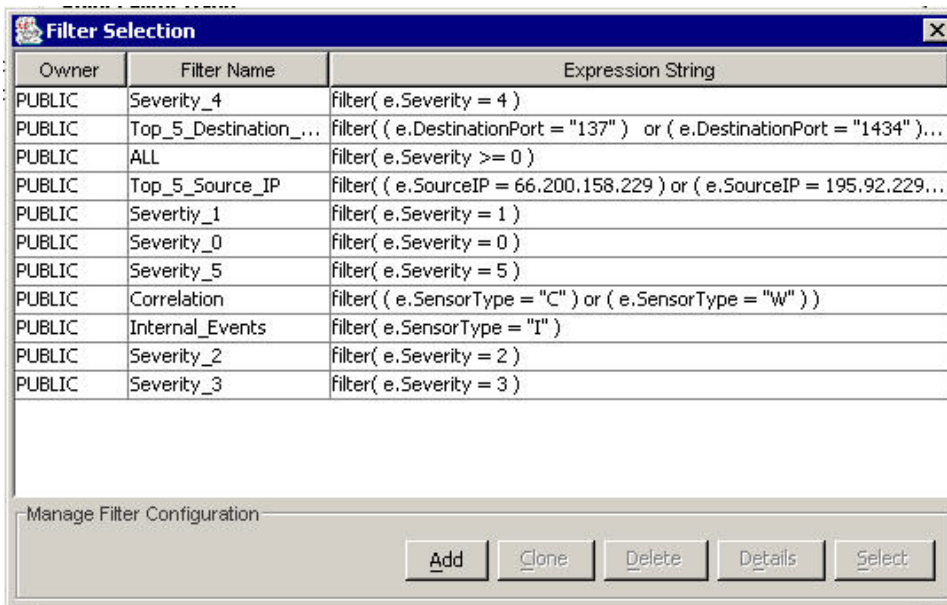 Filter Selection
Owner Filter Name Expression String
PUBLIC Severity_4 filter( e.Severity = 4 )
PUBLIC Top_5_Destination_... filter( ( e.DestinationPort = "137" ) or ( e.DestinationPort = "1434" )...
PUBLIC ALL filter( e.Severity >= 0 )
PUBLIC Top_5_Source_IP filter( ( e.SourceIP = 66.200.158.229 ) or ( e.SourceIP = 195.92.229...
PUBLIC Severtiy_1 filter( e.Severity = 1 )
PUBLIC Severity_0 filter( e.Severity = 0 )
PUBLIC Severity_5 filter( e.Severity = 5 )
PUBLIC Correlation filter( ( e.SensorType = "C" ) or ( e.SensorType = "W" ) )
PUBLIC Internal_Events filter( e.SensorType = "I" )
PUBLIC Severity_2 filter( e.Severity = 2 )
PUBLIC Severity_3 filter( e.Severity = 3 )
Manage Filter Configuration
Add Clone Delete Details Select